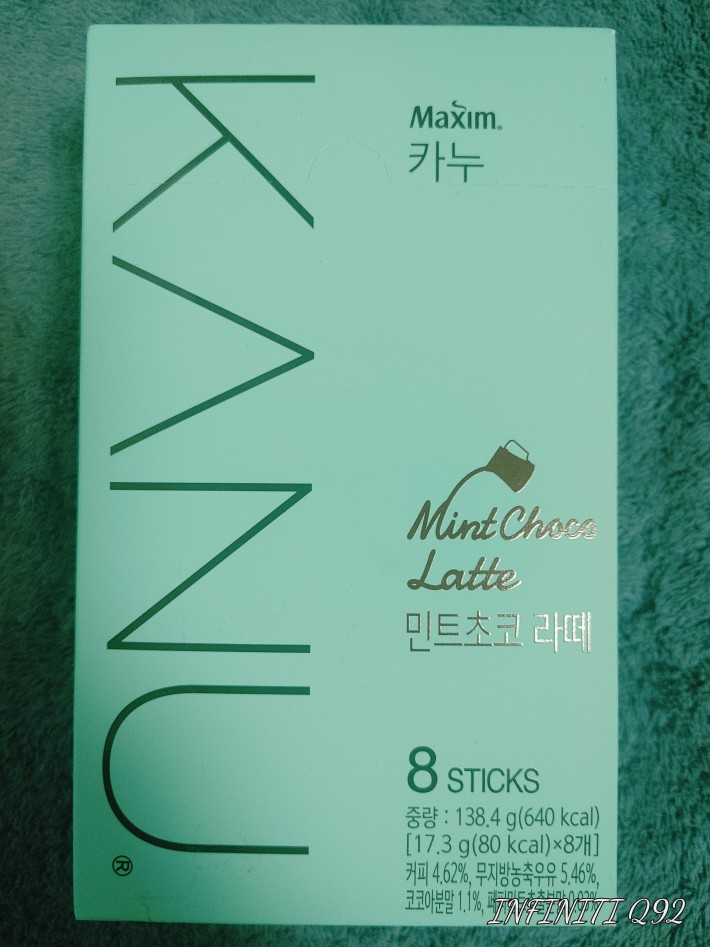 KANU®
Maxim®
카누
Mint Choco
Latte
민트초코 라떼
8 STICKS
중량 : 138.4 g(640 kcal)
[17.3 g(80 kcal)×8개]
커피 4.62%, 무지방농축우유 5.46%,
코코아분말 1.1%,
INFINITI Q92